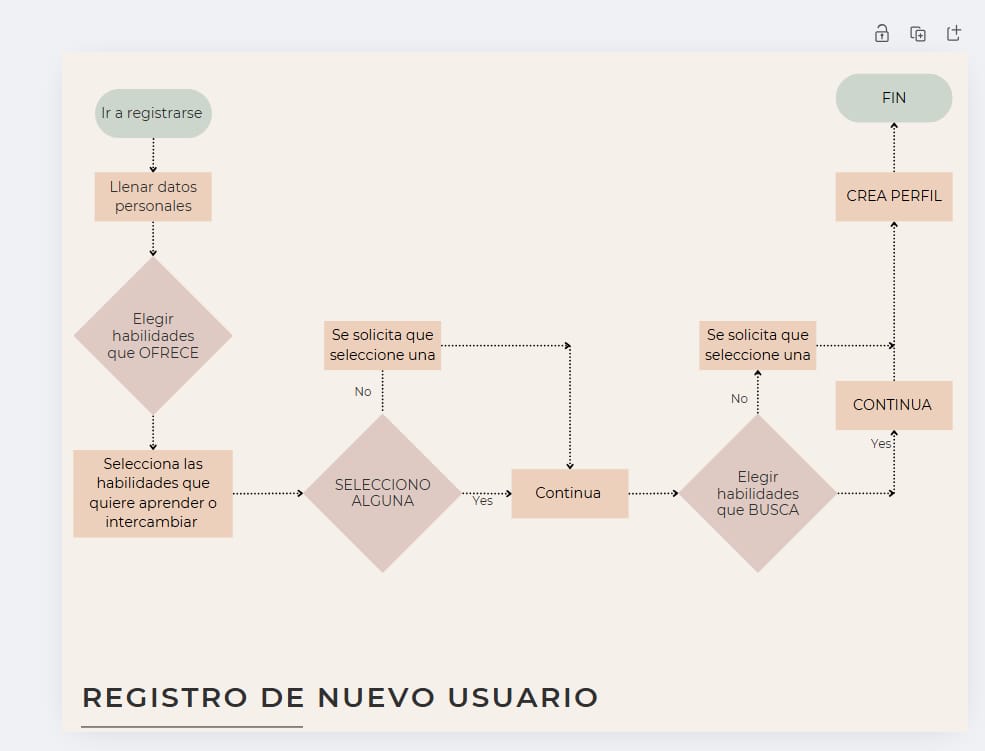 Ir a registrarse
Llenar datos
personales
Elegir
habilidades
que OFRECE
Selecciona las
habilidades que
quiere aprender o
intercambiar
Se solicita que
seleccione una
No
SELECCIONO
ALGUNA
Yes
Continua
Se solicita que
seleccione una
No
Elegir
habilidades
que BUSCA
Yes
CONTINUA
CREA PERFIL
FIN
REGISTRO DE NUEVO USUARIO